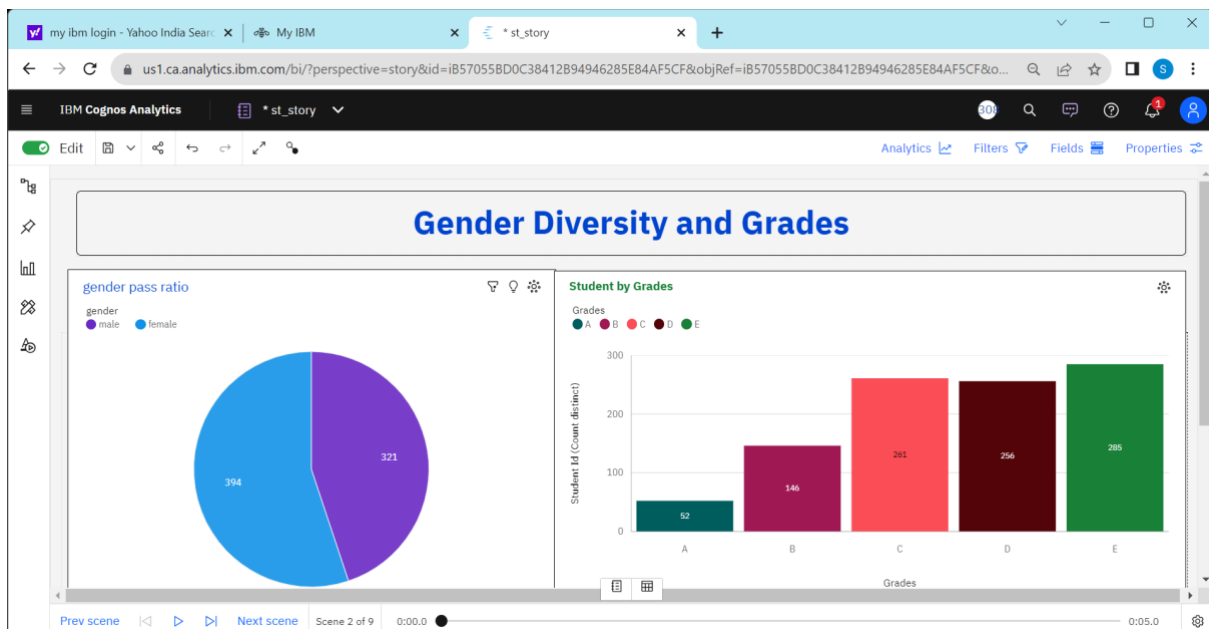 my ibm login - Yahoo India Searc
My IBM
* st_story
us1.ca.analytics.ibm.com/bi/?perspective=story&id=iB57055BD0C38412B94946285E84AF5CF&objRef=iB57055BD0C38412B94946285E84AF5CF&o...
S
IBM Cognos Analytics
* st_story
1
Edit
Analytics
Filters
Fields
Properties
Gender Diversity and Grades
gender pass ratio
gender
male female
321
394
Student by Grades
Grades
A B C D E
Student Id (Count distinct)
300
200
100
0
52
146
261
256
285
A B C D E
Grades
Prev scene
Next scene
Scene 2 of 9
0:00.0
0:05.0